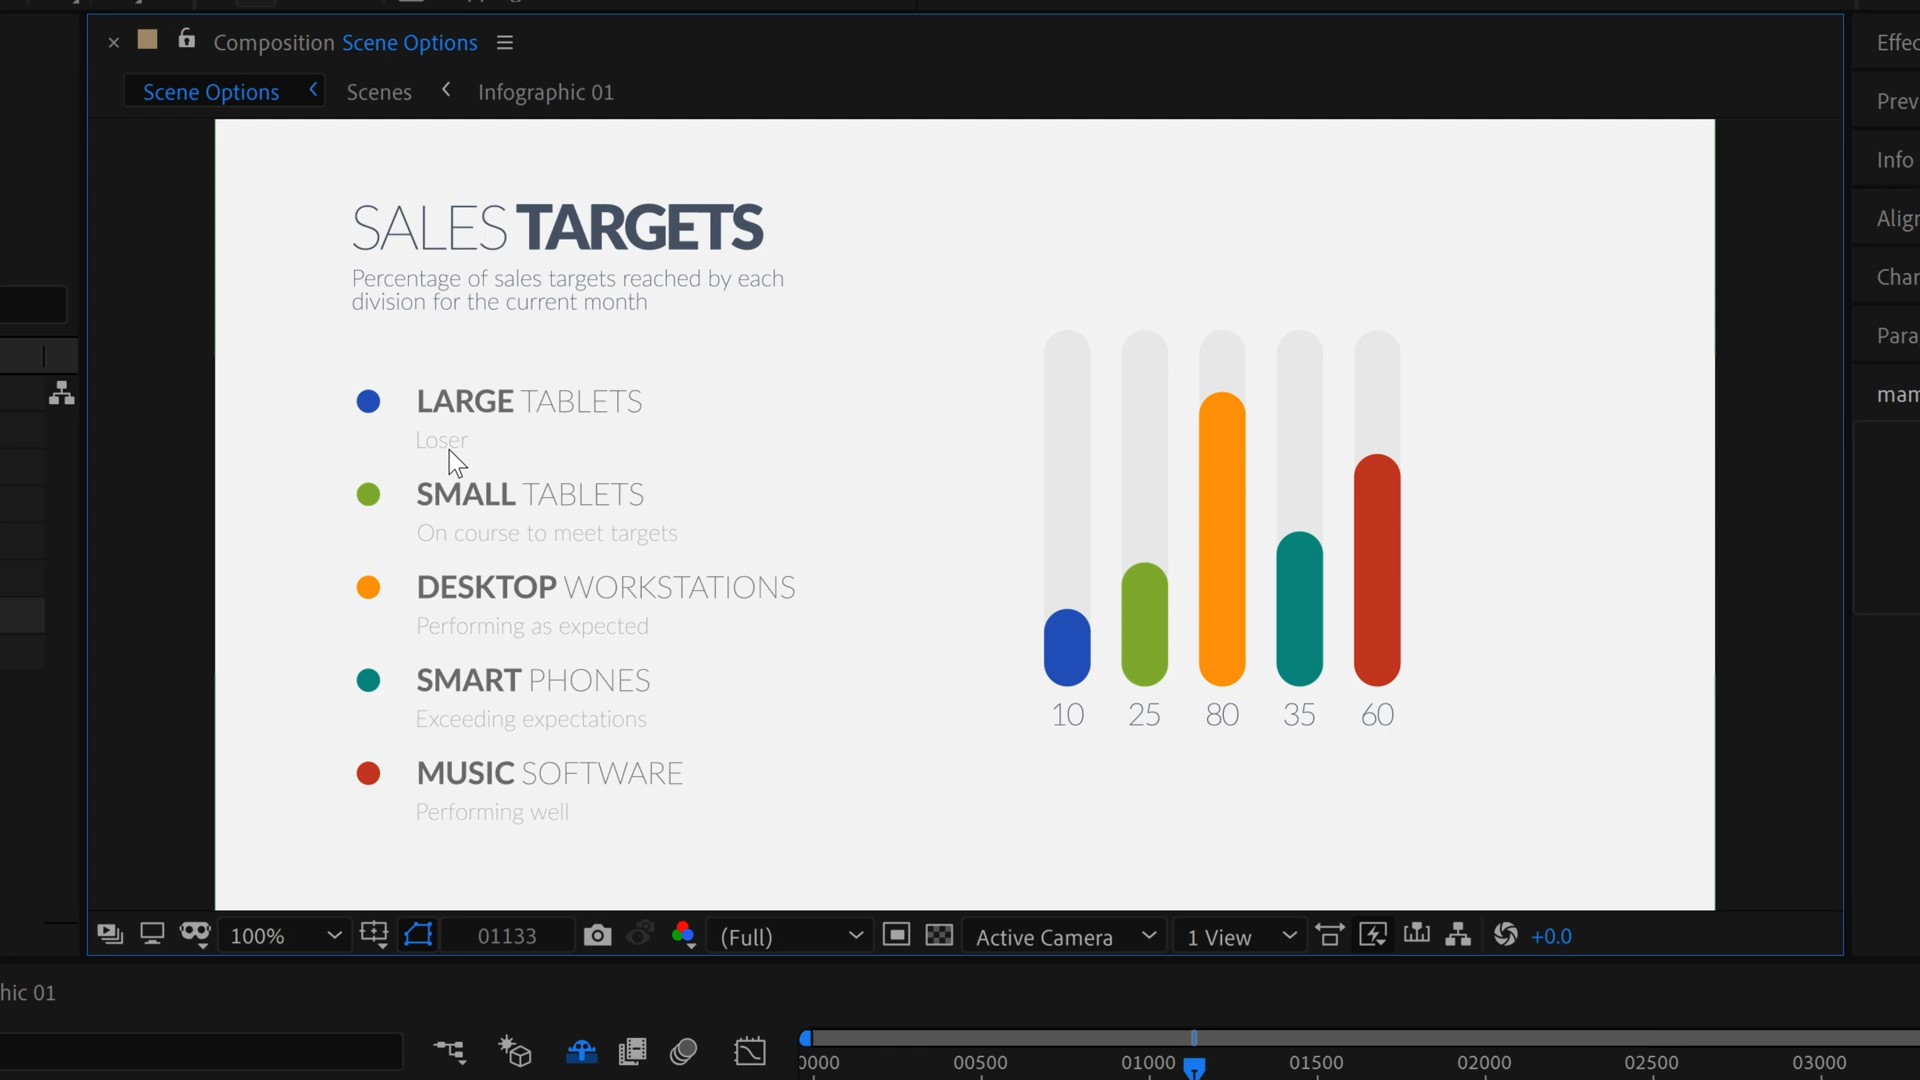 Composition Scene Options
Scene Options
Scenes
Infographic 01
Effec
Prev
Info
Align
Char
Para
mam
SALES TARGETS
Percentage of sales targets reached by each
division for the current month
LARGE TABLETS
Loser
SMALL TABLETS
On course to meet targets
DESKTOP WORKSTATIONS
Performing as expected
SMART PHONES
Exceeding expectations
MUSIC SOFTWARE
Performing well
10 25 80 35 60
100%
01133
(Full)
Active Camera
1 View
+0.0
hic 01
0000 00500 01000 01500 02000 02500 03000